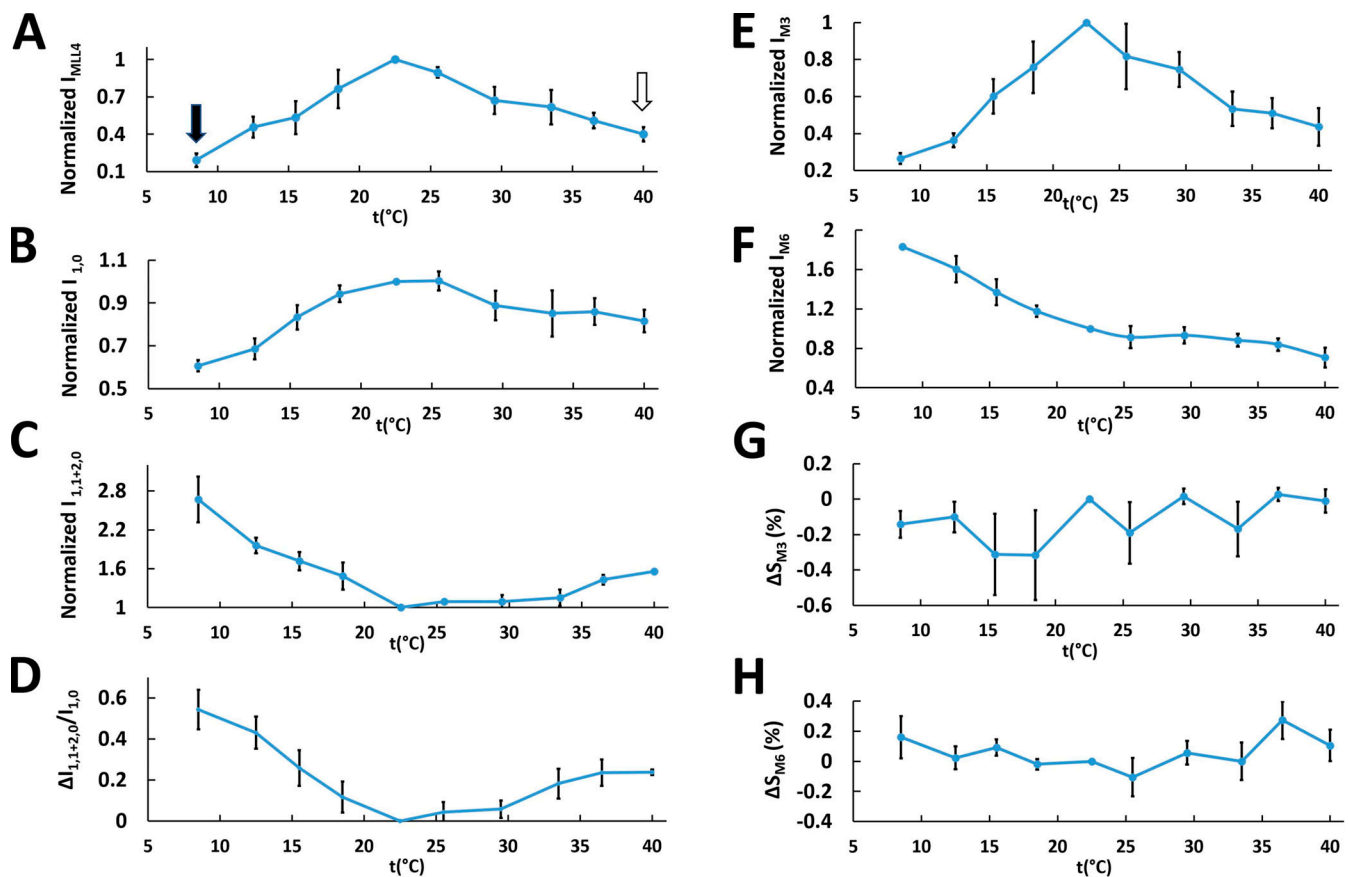 A
Normalized I_MLL4
1
0.7
0.4
0.1
5 10 15 20 25 30 35 40
t(°C)
B
Normalized I_1,0
1.1
0.9
0.7
0.5
5 10 15 20 25 30 35 40
t(°C)
C
Normalized I_1,1+2,0
2.8
2.2
1.6
1
5 10 15 20 25 30 35 40
t(°C)
D
ΔI_1,1+2,0/I_1,0
0.6
0.4
0.2
0
5 10 15 20 25 30 35 40
t(°C)
E
Normalized I_M3
1
0.8
0.6
0.4
0.2
5 10 15 20 25 30 35 40
t(°C)
F
Normalized I_M6
2
1.6
1.2
0.8
0.4
5 10 15 20 25 30 35 40
t(°C)
G
ΔS_M3 (%)
0.2
0
-0.2
-0.4
-0.6
5 10 15 20 25 30 35 40
t(°C)
H
ΔS_M6 (%)
0.4
0.2
0
-0.2
-0.4
5 10 15 20 25 30 35 40
t(°C)